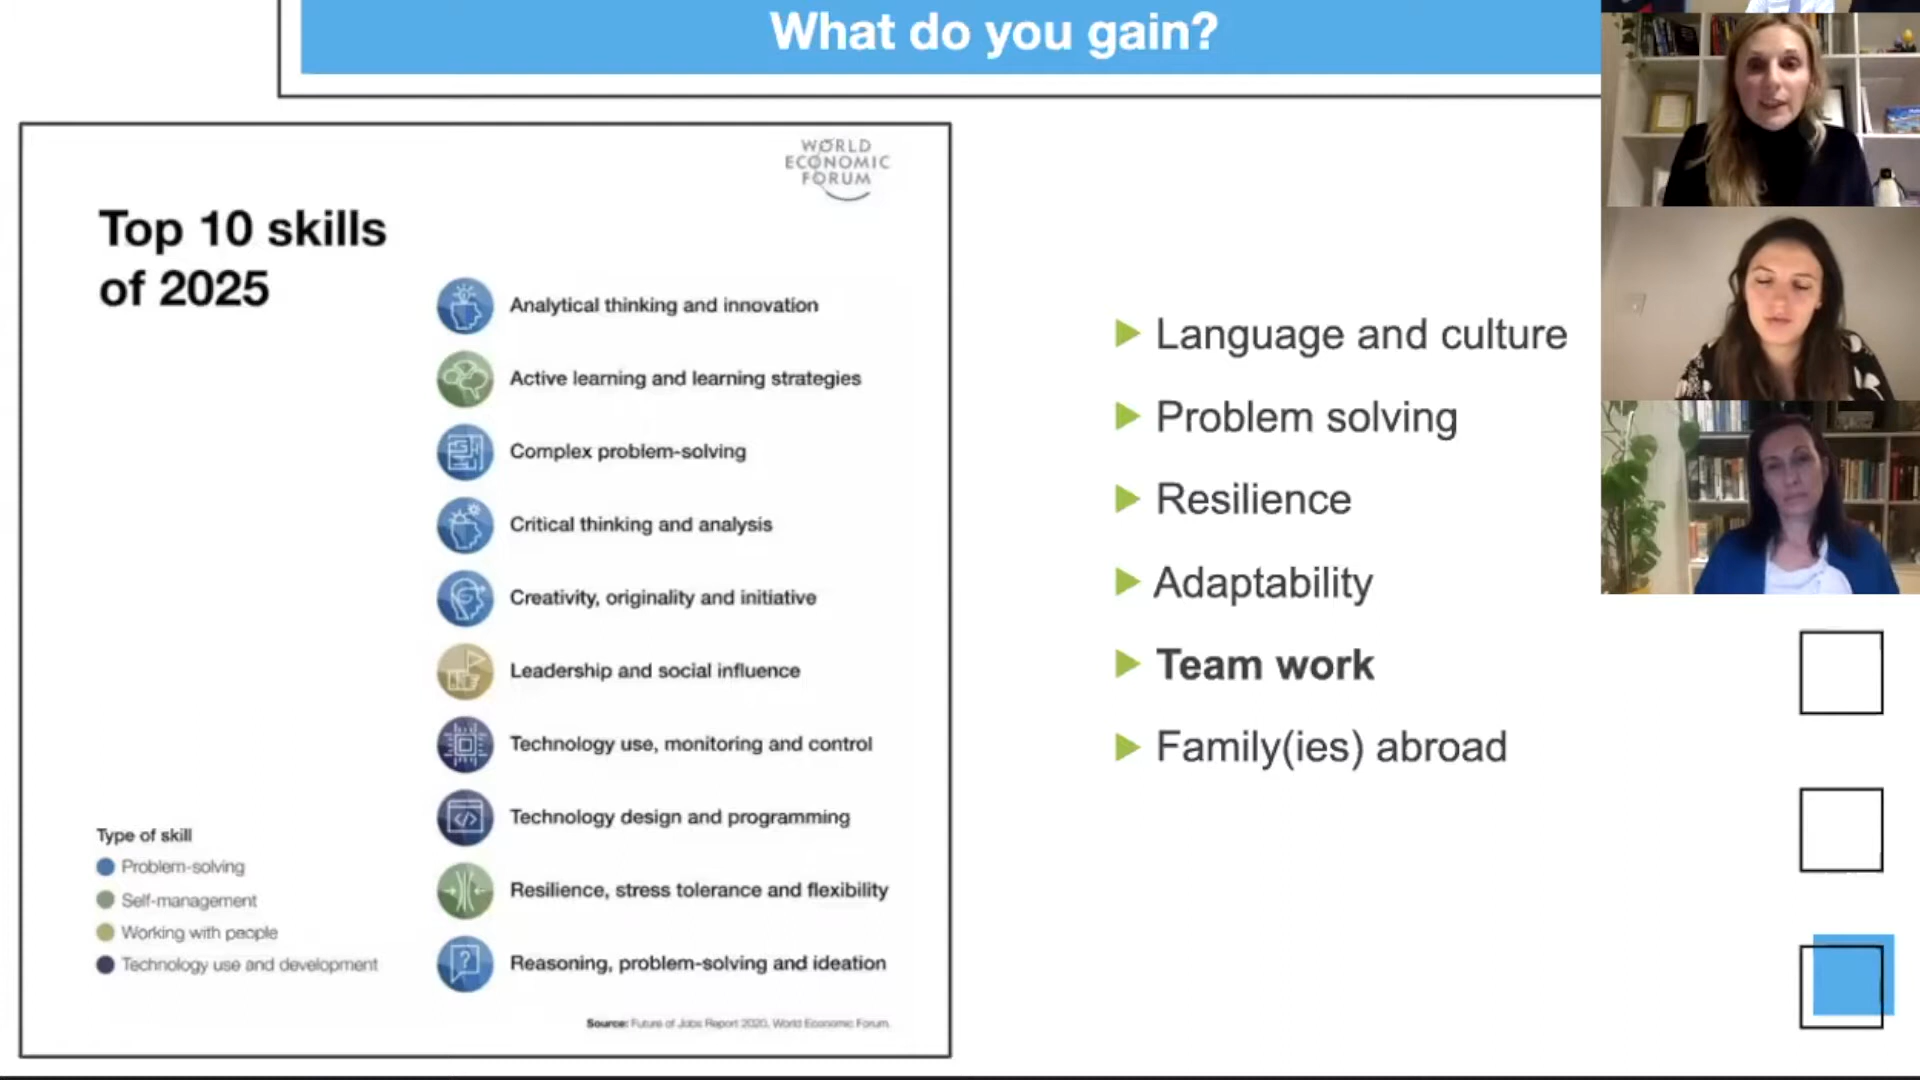 What do you gain?
WORLD
ECONOMIC
FORUM
Top 10 skills
of 2025
Analytical thinking and innovation
Active learning and learning strategies
Complex problem-solving
Critical thinking and analysis
Creativity, originality and initiative
Leadership and social influence
Technology use, monitoring and control
Technology design and programming
Resilience, stress tolerance and flexibility
Reasoning, problem-solving and ideation
Type of skill
Problem-solving
Self-management
Working with people
Technology use and development
Source: Future of Jobs Report 2020, World Economic Forum.
Language and culture
Problem solving
Resilience
Adaptability
Team work
Family(ies) abroad